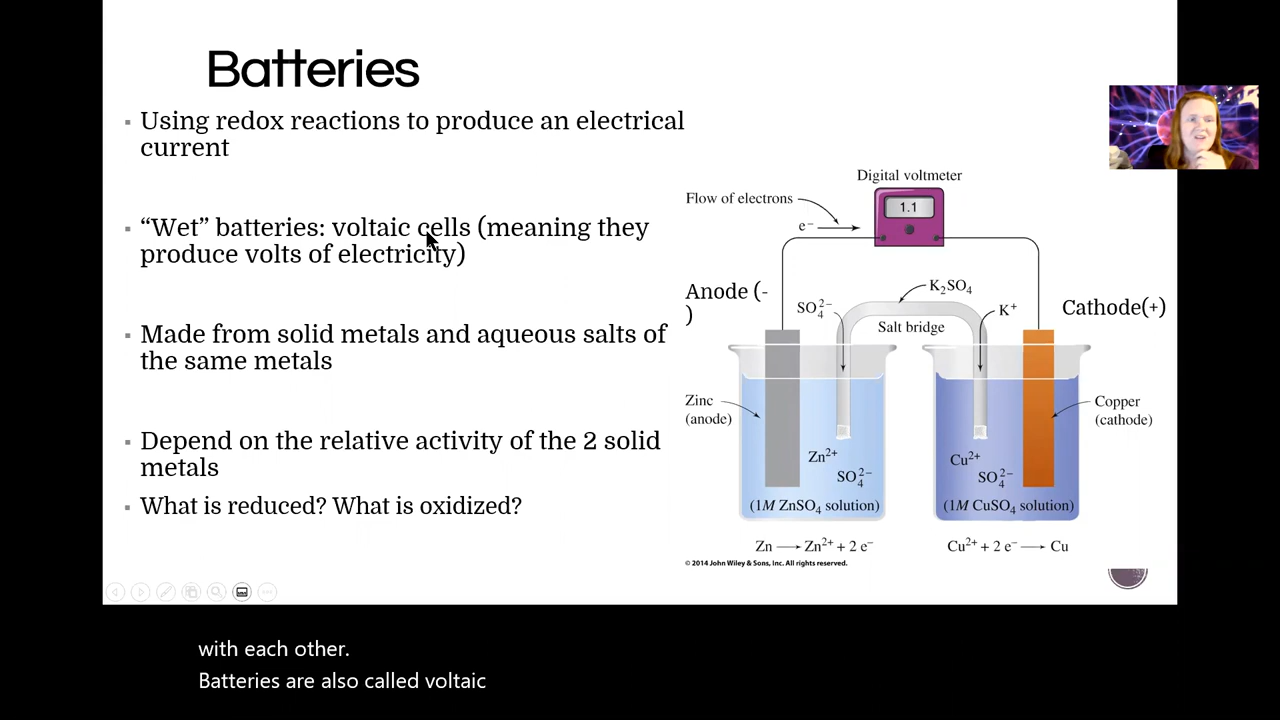 Batteries
▪ Using redox reactions to produce an electrical
current
▪ “Wet” batteries: voltaic cells (meaning they
produce volts of electricity)
▪ Made from solid metals and aqueous salts of
the same metals
▪ Depend on the relative activity of the 2 solid
metals
▪ What is reduced? What is oxidized?
Digital voltmeter
Flow of electrons
1.1
e⁻
Anode (-
)
SO₄²⁻
K₂SO₄
K⁺
Cathode(+)
Salt bridge
Zinc
(anode)
Copper
(cathode)
Zn²⁺
SO₄²⁻
Cu²⁺
SO₄²⁻
(1M ZnSO₄ solution)
(1M CuSO₄ solution)
Zn ⟶ Zn²⁺ + 2 e⁻
Cu²⁺ + 2 e⁻ ⟶ Cu
© 2014 John Wiley & Sons, Inc. All rights reserved.
with each other.
Batteries are also called voltaic